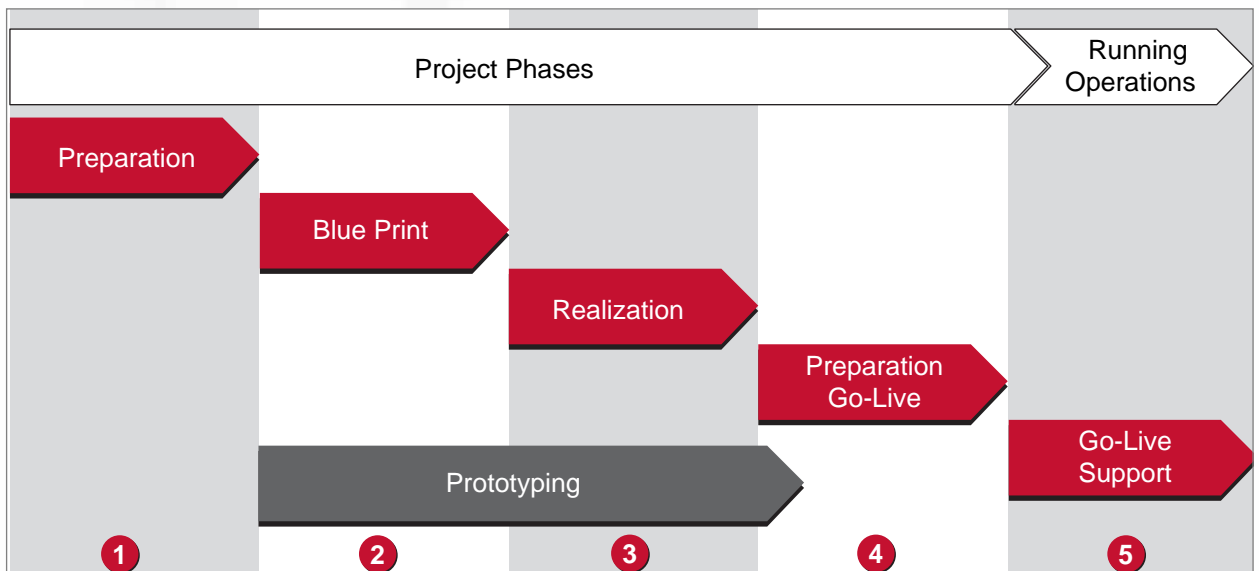 Project Phases
Running
Operations
Preparation
Blue Print
Realization
Preparation
Go-Live
Go-Live
Support
Prototyping
1
2
3
4
5